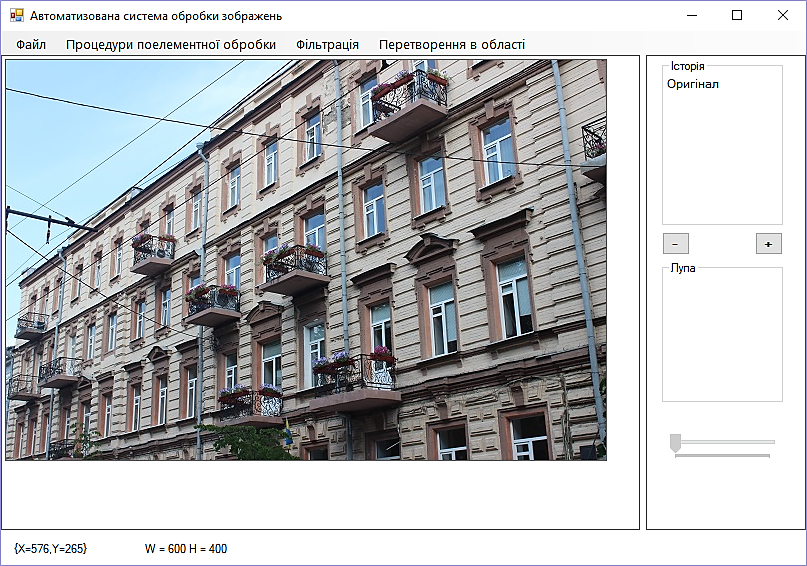 Автоматизована система обробки зображень
Файл Процедури поелементної обробки Фільтрація Перетворення в області
Історія
Оригінал
- +
Лупа
{X=576,Y=265} W = 600 H = 400